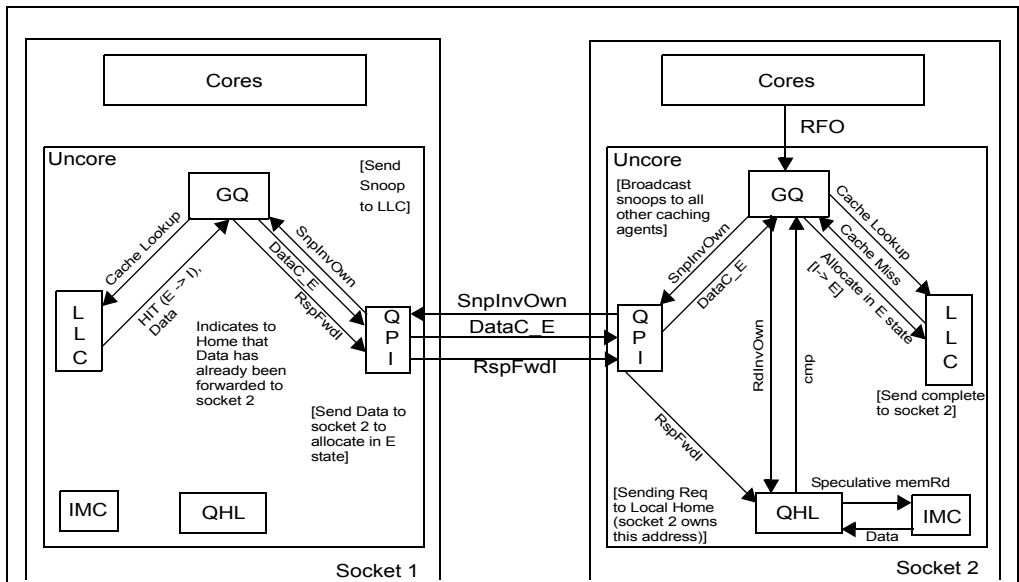 Cores
Uncore
[Send
Snoop
to LLC]
GQ
Cache Lookup
HIT (E -> I),
Data
SnpInvOwn
DataC_E
RspFwdI
L
L
C
Indicates to
Home that
Data has
already been
forwarded to
socket 2
Q
P
I
[Send Data to
socket 2 to
allocate in E
state]
IMC
QHL
Socket 1
SnpInvOwn
DataC_E
RspFwdI
Cores
RFO
Uncore
[Broadcast
snoops to all
other caching
agents]
GQ
Cache Lookup
Cache Miss
Allocate in E state
[I-> E]
SnpInvOwn
DataC_E
Q
P
I
L
L
C
RdInvOwn
cmp
[Send complete
to socket 2]
RspFwdI
Speculative memRd
[Sending Req
to Local Home
(socket 2 owns
this address)]
QHL
IMC
Data
Socket 2